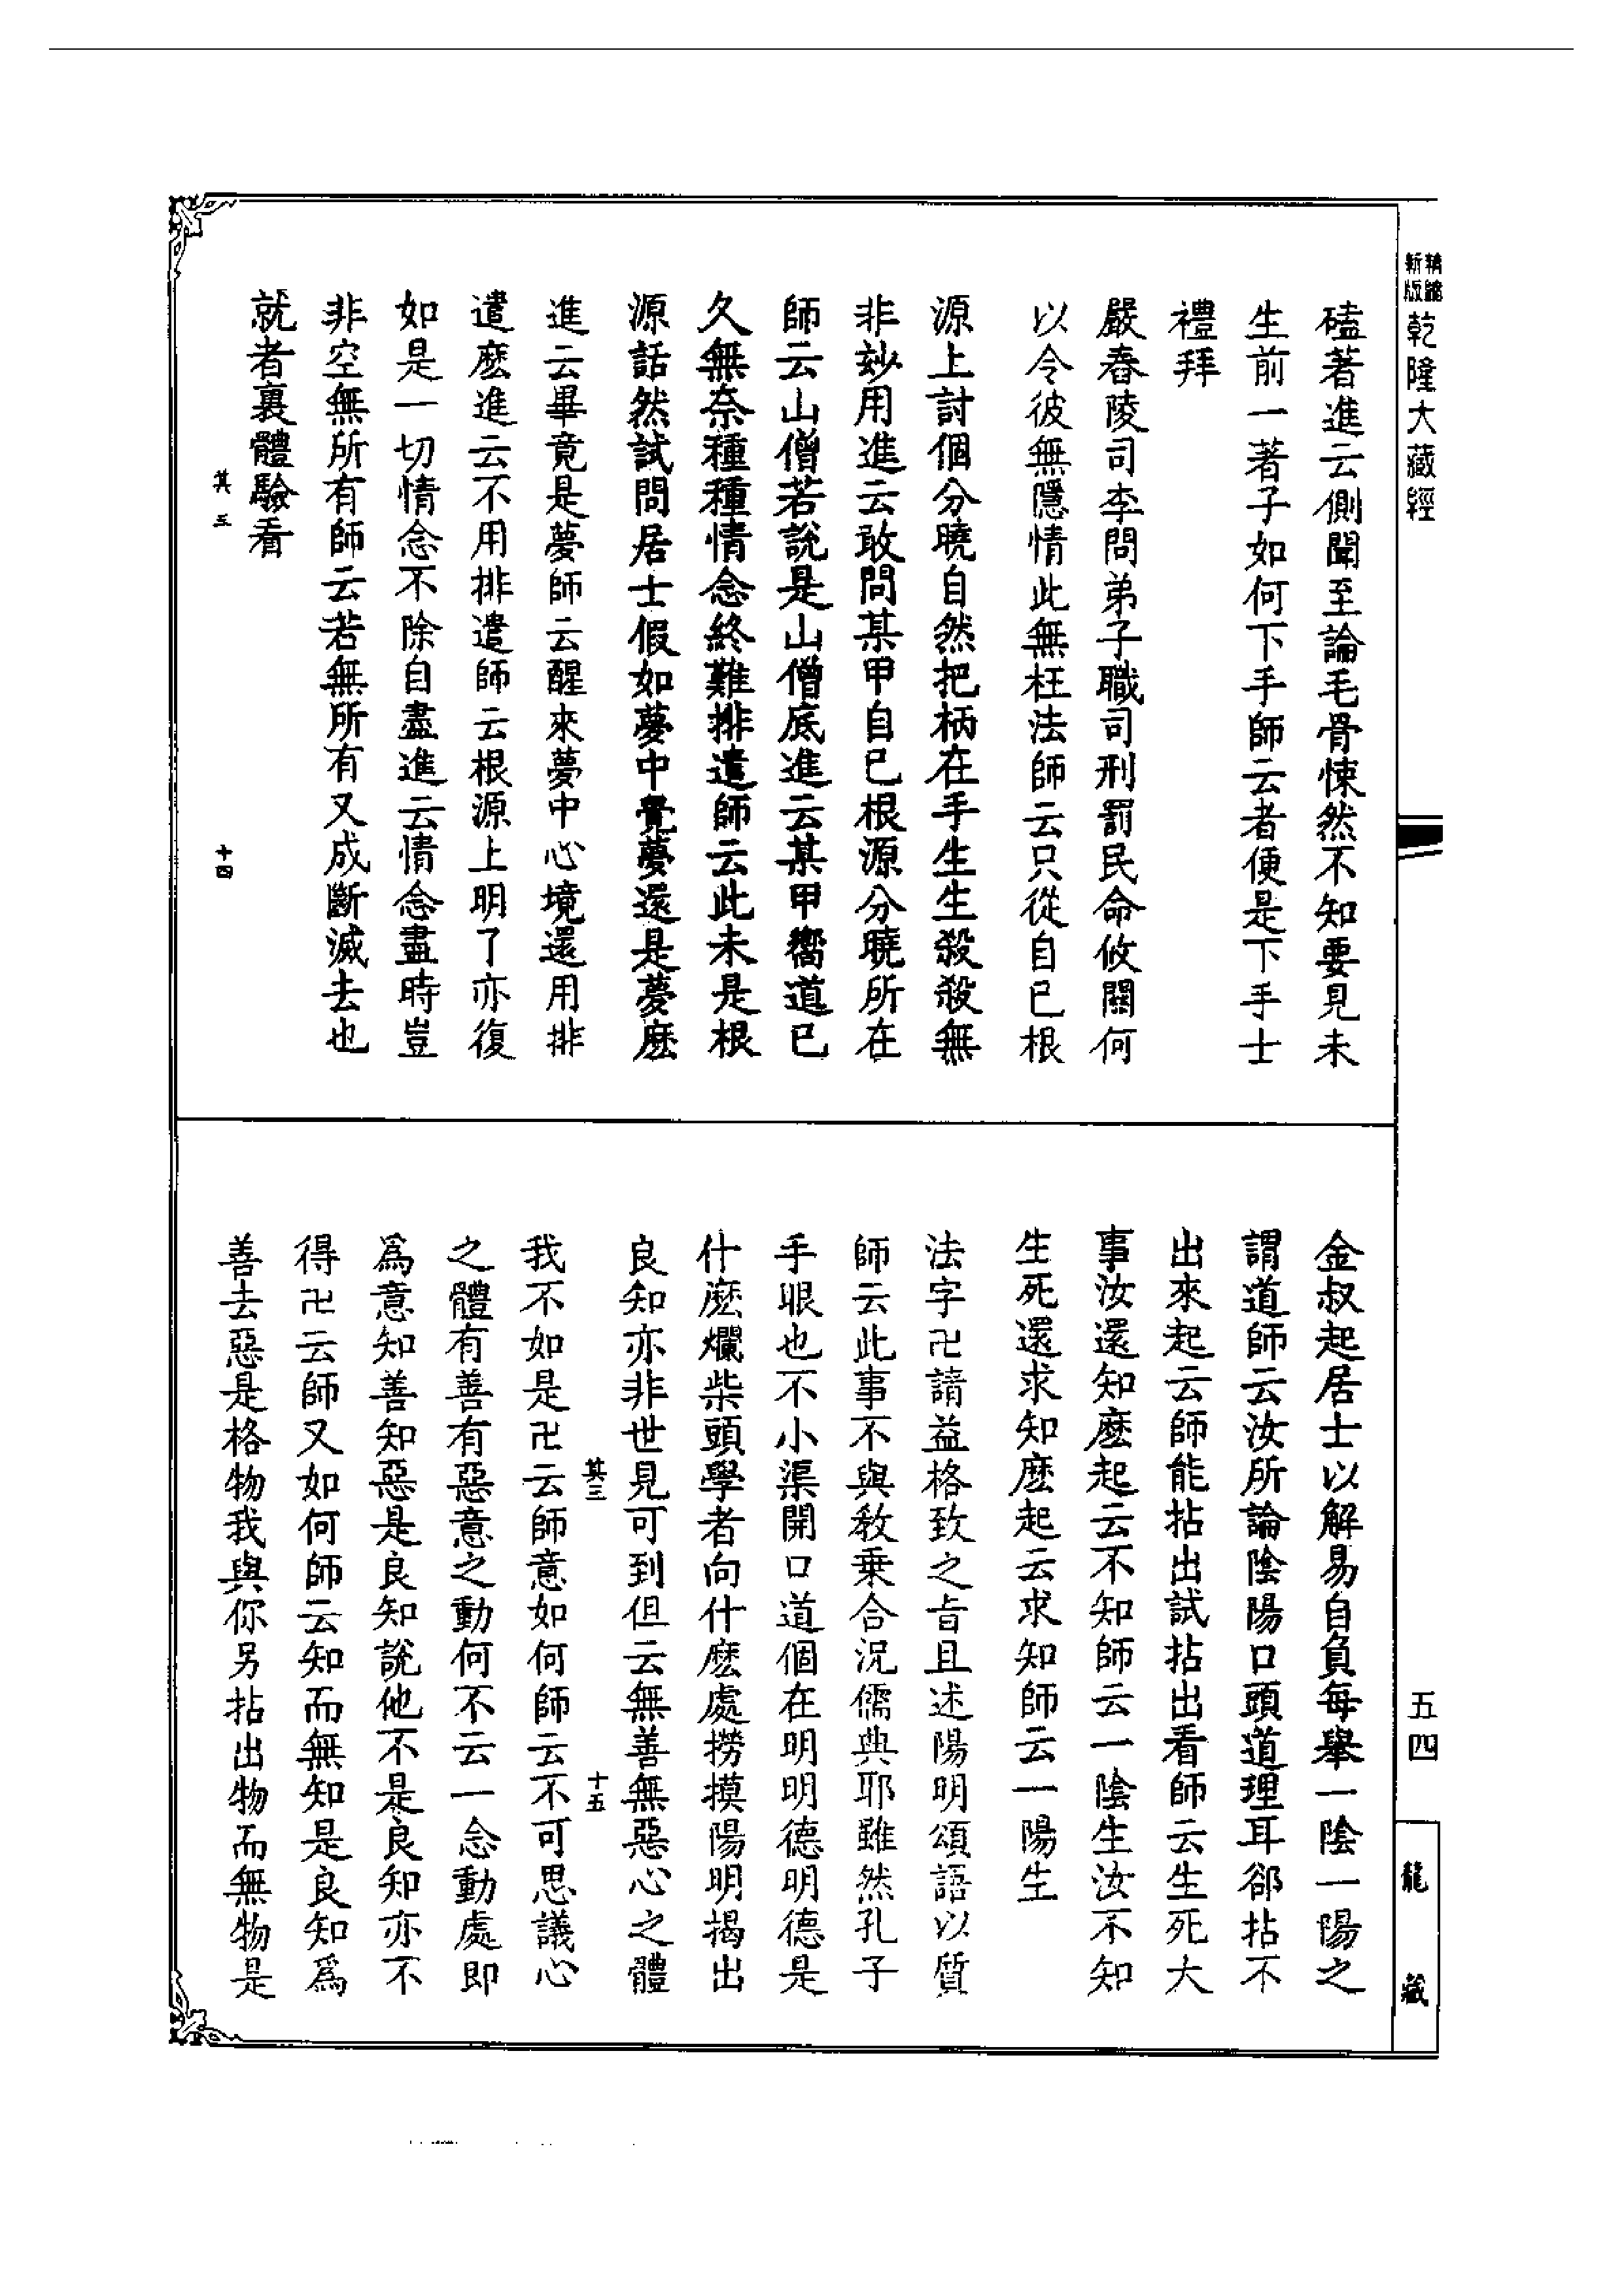 精縮
新版
乾隆大藏經
五四
龍藏
磕著進云側聞至論毛骨悚然不知要見未
生前一著子如何下手師云者便是下手士
禮拜
嚴舂陵司李問弟子職司刑罰民命攸關何
以令彼無隱情此無枉法師云只從自已根
源上討個分曉自然把柄在手生生殺殺無
非妙用進云敢問某甲自已根源分曉所在
師云山僧若說是山僧底進云某甲嚮道已
久無奈種種情念終難排遣師云此未是根
源話然試問居士假如夢中覺夢還是夢麽
進云畢竟是夢師云醒來夢中心境還用排
遣麽進云不用排遣師云根源上明了亦復
如是一切情念不除自盡進云情念盡時豈
非空無所有師云若無所有又成斷滅去也
就者裏體驗看
其三
十四
金叔起居士以解易自負每舉一陰一陽之
謂道師云汝所論陰陽口頭道理耳郤拈不
出來起云師能拈出試拈出看師云生死大
事汝還知麽起云不知師云一陰生汝不知
生死還求知麽起云求知師云一陽生
法字卍請益格致之旨且述陽明頌語以質
師云此事不與教乗合況儒典耶雖然孔子
手眼也不小渠開口道個在明明德明德是
什麽爛柴頭學者向什麽處撈摸陽明揭出
良知亦非世見可到但云無善無惡心之體
其三
十五
我不如是卍云師意如何師云不可思議心
之體有善有惡意之動何不云一念動處即
爲意知善知惡是良知說他不是良知亦不
得卍云師又如何師云知而無知是良知爲
善去惡是格物我與你另拈出物而無物是